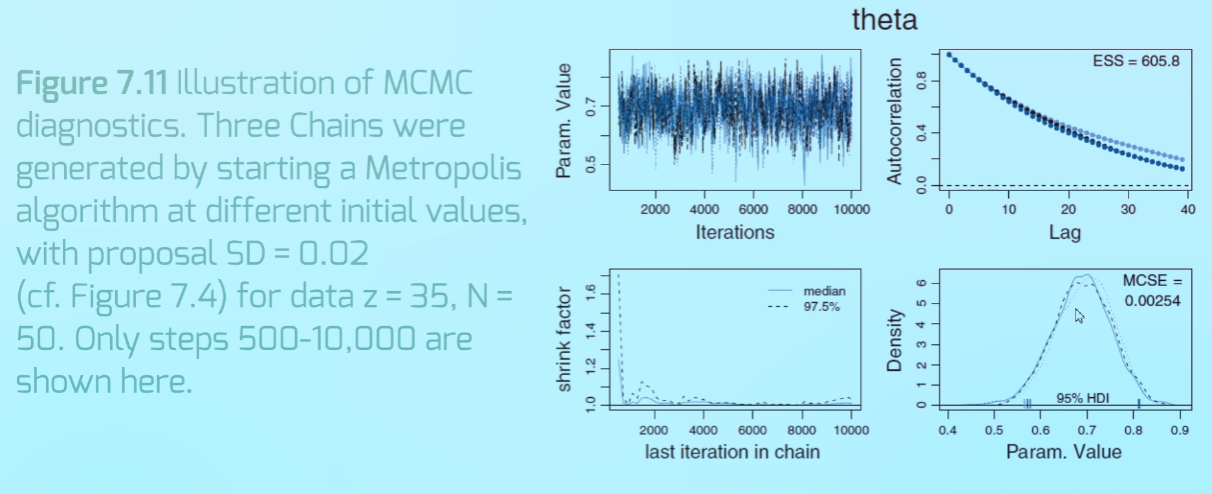 theta
Figure 7.11 Illustration of MCMC
diagnostics. Three Chains were
generated by starting a Metropolis
algorithm at different initial values,
with proposal SD = 0.02
(cf. Figure 7.4) for data z = 35, N =
50. Only steps 500-10,000 are
shown here.
Param. Value
0.5 0.7
2000 4000 6000 8000 10000
Iterations
Autocorrelation
0.0 0.4 0.8
ESS = 605.8
0 10 20 30 40
Lag
shrink factor
1.0 1.2 1.4 1.6
median
97.5%
2000 4000 6000 8000 10000
last iteration in chain
Density
0 1 2 3 4 5 6
MCSE =
0.00254
95% HDI
0.4 0.5 0.6 0.7 0.8 0.9
Param. Value